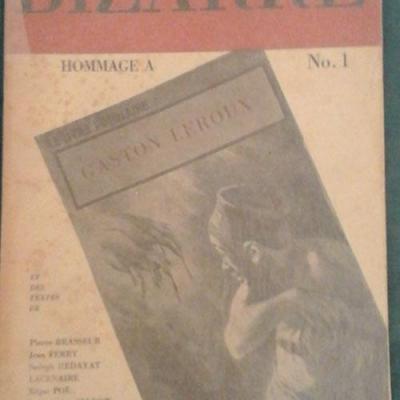 BIZARRE
HOMMAGE A No. 1
GASTON LEROUX
ET
DES
TEXTES
DE
Pierre BRASSEUR
Jean FERRY
Sadegh HEDAYAT
LACENAIRE
Edgar POE